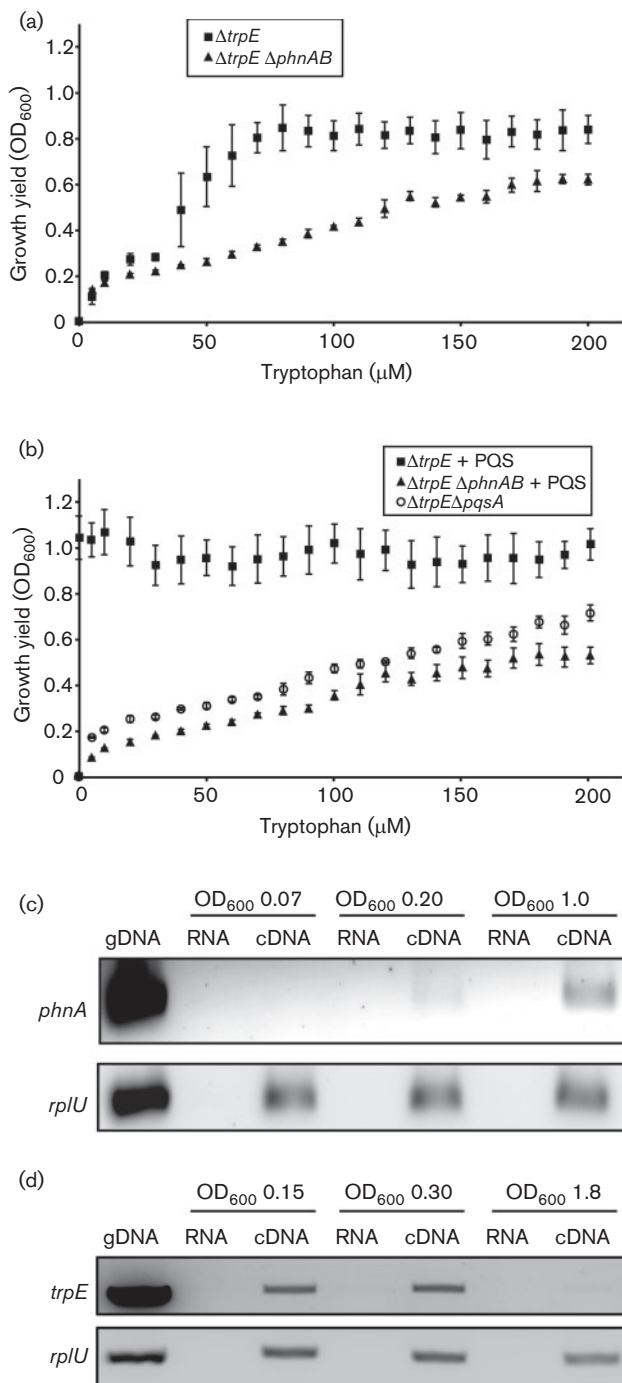 (a)
ΔtrpE
ΔtrpE ΔphnAB
Growth yield (OD₆₀₀)
1.2
1.0
0.8
0.6
0.4
0.2
0
0 50 100 150 200
Tryptophan (μM)
(b)
ΔtrpE + PQS
ΔtrpE ΔphnAB + PQS
ΔtrpEΔpqsA
Growth yield (OD₆₀₀)
1.2
1.0
0.8
0.6
0.4
0.2
0
0 50 100 150 200
Tryptophan (μM)
(c)
OD₆₀₀ 0.07 OD₆₀₀ 0.20 OD₆₀₀ 1.0
gDNA RNA cDNA RNA cDNA RNA cDNA
phnA
rplU
(d)
OD₆₀₀ 0.15 OD₆₀₀ 0.30 OD₆₀₀ 1.8
gDNA RNA cDNA RNA cDNA RNA cDNA
trpE
rplU